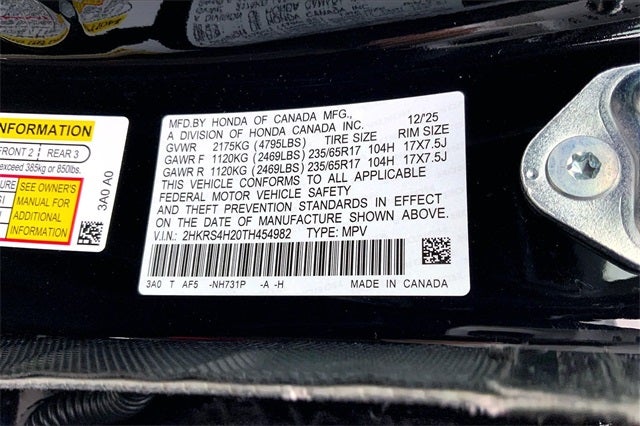 MFD.BY HONDA OF CANADA MFG., 12/'25
A DIVISION OF HONDA CANADA INC.
GVWR 2175KG (4795LBS) TIRE SIZE RIM SIZE
GAWR F 1120KG (2469LBS) 235/65R17 104H 17X7.5J
GAWR R 1120KG (2469LBS) 235/65R17 104H 17X7.5J
THIS VEHICLE CONFORMS TO ALL APPLICABLE
FEDERAL MOTOR VEHICLE SAFETY
AND THEFT PREVENTION STANDARDS IN EFFECT
ON THE DATE OF MANUFACTURE SHOWN ABOVE.
V.I.N.: 2HKRS4H20TH454982 TYPE: MPV
3A0 T AF5 -NH731P -A -H MADE IN CANADA
INFORMATION
FRONT 2 REAR 3
exceed 385kg or 850lbs.
SEE OWNER'S
MANUAL FOR
ADDITIONAL
INFORMATION
3A0 A0